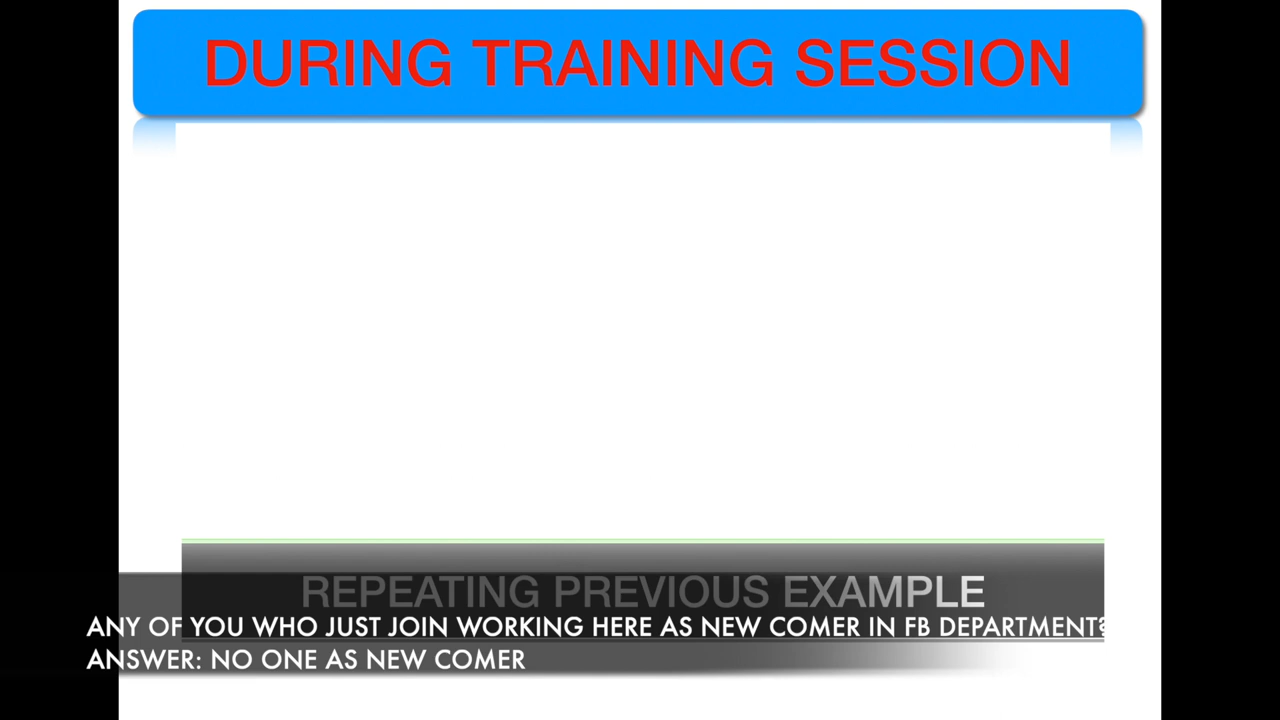 DURING TRAINING SESSION
REPEATING PREVIOUS EXAMPLE
ANY OF YOU WHO JUST JOIN WORKING HERE AS NEW COMER IN FB DEPARTMENT?
ANSWER: NO ONE AS NEW COMER